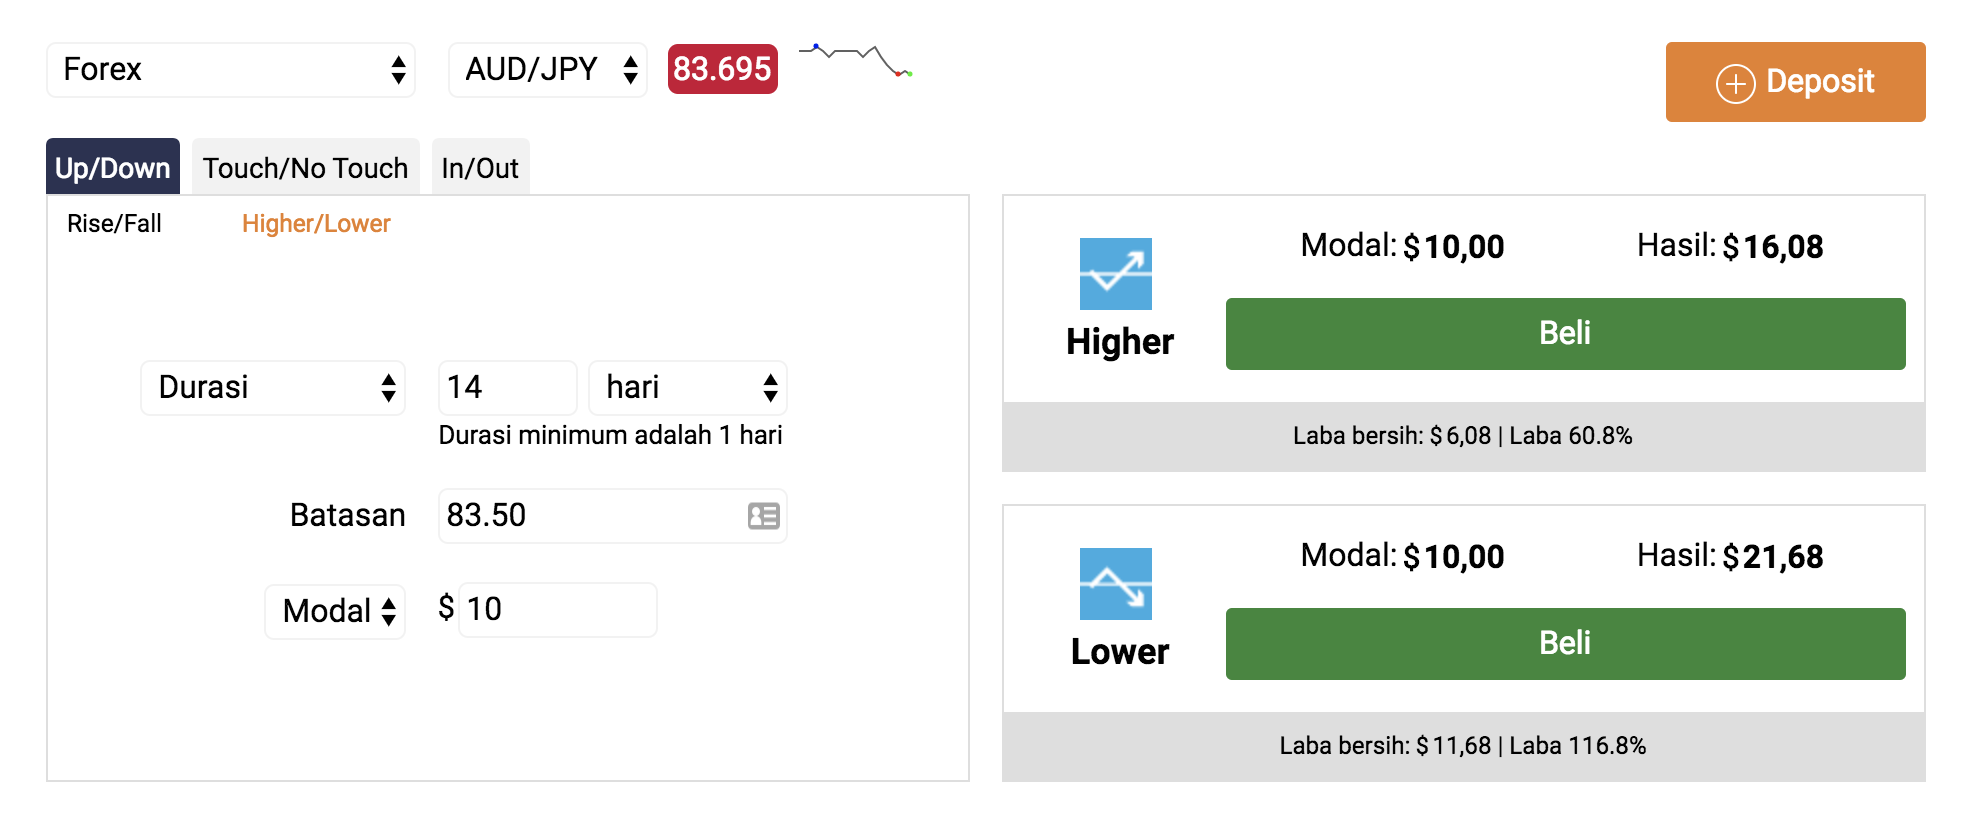 Forex
AUD/JPY
83.695
Deposit
Up/Down
Touch/No Touch
In/Out
Rise/Fall
Higher/Lower
Durasi
14
hari
Durasi minimum adalah 1 hari
Batasan
83.50
Modal
$ 10
Modal: $10,00
Hasil: $16,08
Higher
Beli
Laba bersih: $6,08 | Laba 60.8%
Modal: $10,00
Hasil: $21,68
Lower
Beli
Laba bersih: $11,68 | Laba 116.8%